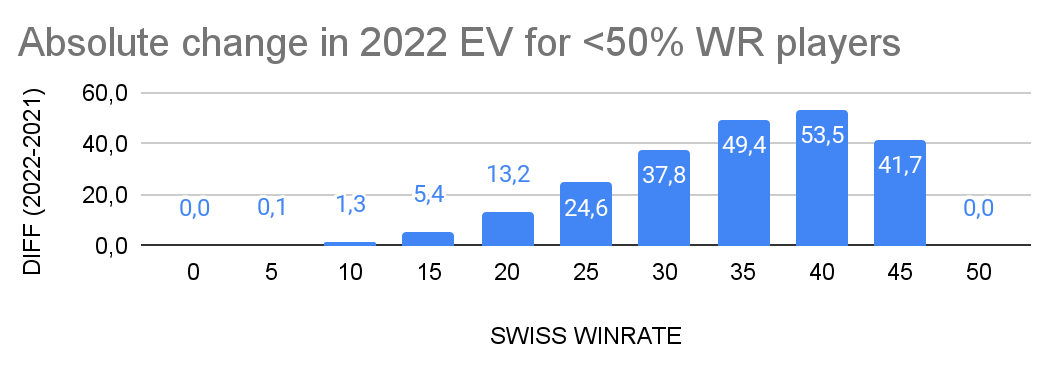 Absolute change in 2022 EV for <50% WR players
DIFF (2022-2021)
60,0
40,0
20,0
0,0
0,0 0,1 1,3 5,4 13,2 24,6 37,8 49,4 53,5 41,7 0,0
0 5 10 15 20 25 30 35 40 45 50
SWISS WINRATE